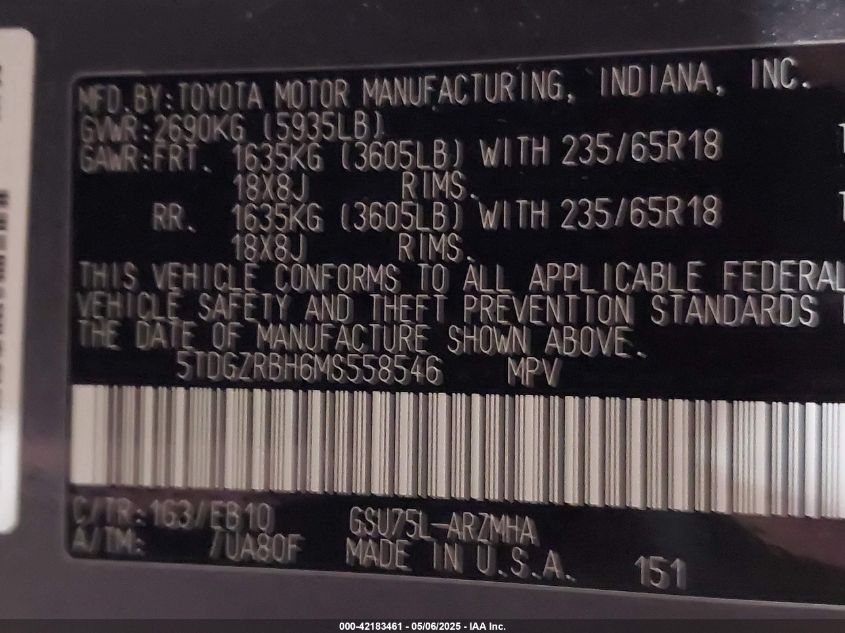 MFD.BY:TOYOTA MOTOR MANUFACTURING, INDIANA, INC.
GVWR:2690KG (5935LB)
GAWR:FRT. 1635KG (3605LB) WITH 235/65R18
18X8J RIMS.
RR. 1635KG (3605LB) WITH 235/65R18
18X8J RIMS.
THIS VEHICLE CONFORMS TO ALL APPLICABLE FEDERAL
VEHICLE SAFETY AND THEFT PREVENTION STANDARDS
THE DATE OF MANUFACTURE SHOWN ABOVE.
5TDGZRBH6MS558546 MPV
C/TR:163/EB10 GSU75L-ARZMHA
A/TM: /UA80F MADE IN U.S.A. 151
000-42183461 - 05/06/2025 - IAA Inc.